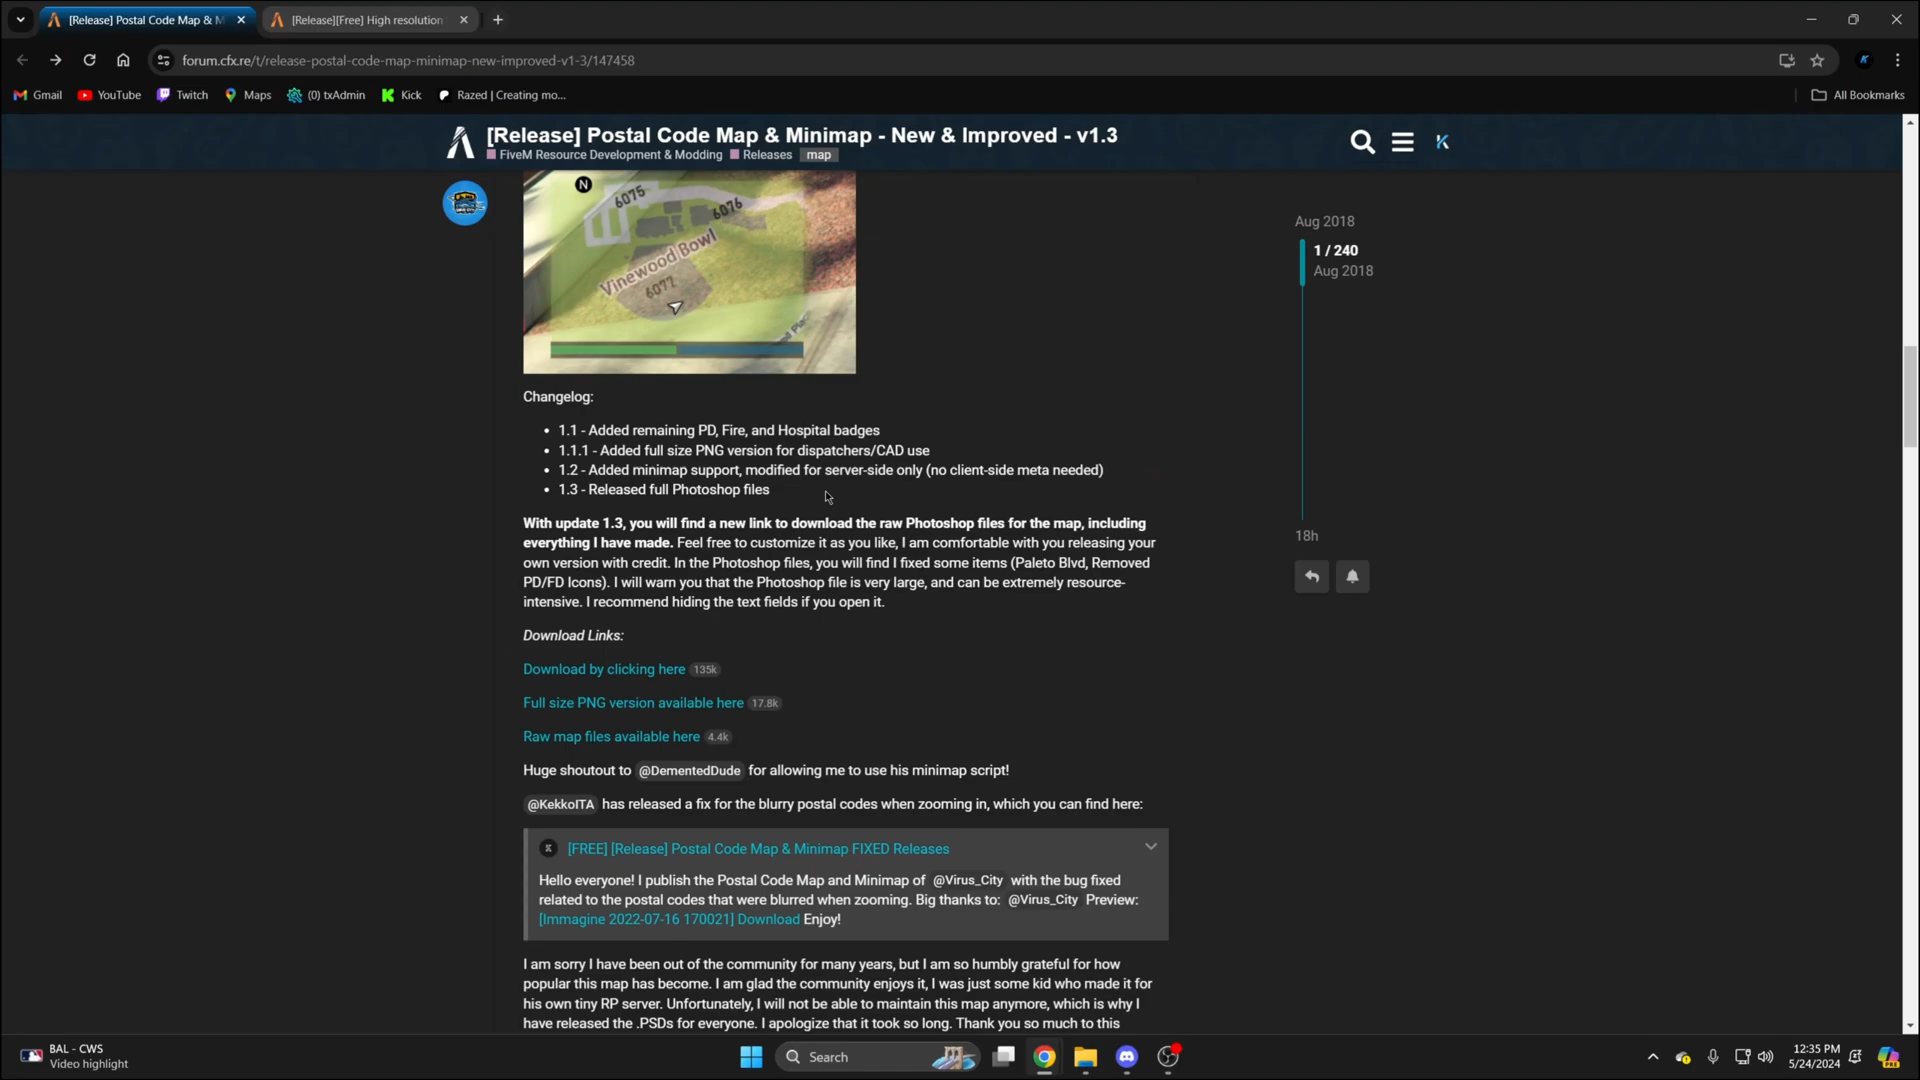 [Release] Postal Code Map & M
[Release][Free] High resolution
forum.cfx.re/t/release-postal-code-map-minimap-new-improved-v1-3/147458
K
Gmail
YouTube
Twitch
Maps
(0) txAdmin
Kick
Razed | Creating mo...
All Bookmarks
[Release] Postal Code Map & Minimap - New & Improved - v1.3
FiveM Resource Development & Modding
Releases
map
K
N
6075
6076
Vinewood Bowl
6077
Aug 2018
1 / 240
Aug 2018
18h
Changelog:
• 1.1 - Added remaining PD, Fire, and Hospital badges
• 1.1.1 - Added full size PNG version for dispatchers/CAD use
• 1.2 - Added minimap support, modified for server-side only (no client-side meta needed)
• 1.3 - Released full Photoshop files
With update 1.3, you will find a new link to download the raw Photoshop files for the map, including
everything I have made. Feel free to customize it as you like, I am comfortable with you releasing your
own version with credit. In the Photoshop files, you will find I fixed some items (Paleto Blvd, Removed
PD/FD Icons). I will warn you that the Photoshop file is very large, and can be extremely resource-
intensive. I recommend hiding the text fields if you open it.
Download Links:
Download by clicking here 135k
Full size PNG version available here 17.8k
Raw map files available here 4.4k
Huge shoutout to @DementedDude for allowing me to use his minimap script!
@KekkoITA has released a fix for the blurry postal codes when zooming in, which you can find here:
[FREE] [Release] Postal Code Map & Minimap FIXED Releases
Hello everyone! I publish the Postal Code Map and Minimap of @Virus_City with the bug fixed
related to the postal codes that were blurred when zooming. Big thanks to: @Virus_City Preview:
[Immagine 2022-07-16 170021] Download Enjoy!
I am sorry I have been out of the community for many years, but I am so humbly grateful for how
popular this map has become. I am glad the community enjoys it, I was just some kid who made it for
his own tiny RP server. Unfortunately, I will not be able to maintain this map anymore, which is why I
have released the .PSDs for everyone. I apologize that it took so long. Thank you so much to this
BAL - CWS
Video highlight
Search
12:35 PM
5/24/2024
PRE